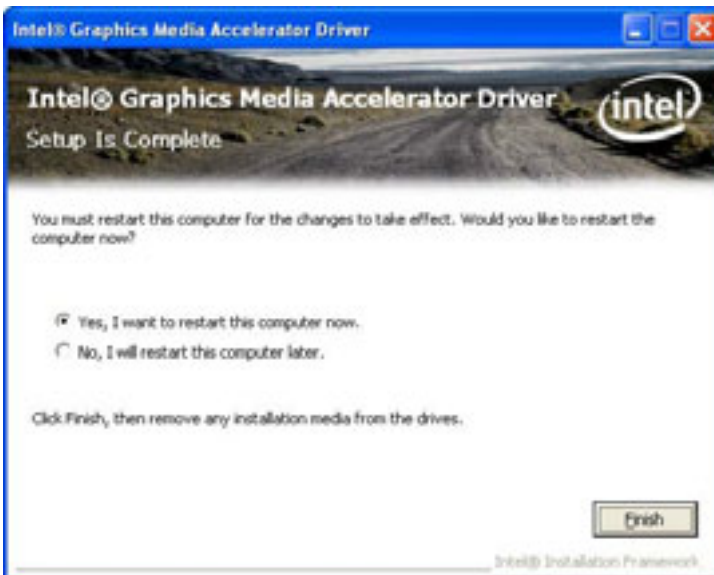 Intel® Graphics Media Accelerator Driver
Intel® Graphics Media Accelerator Driver
intel
Setup Is Complete
You must restart this computer for the changes to take effect. Would you like to restart the
computer now?
Yes, I want to restart this computer now.
No, I will restart this computer later.
Click Finish, then remove any installation media from the drives.
Finish
Intel® Installation Framework